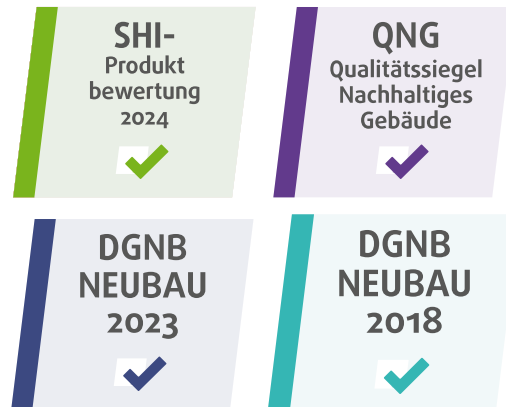 SHI-
Produkt
bewertung
2024
QNG
Qualitätssiegel
Nachhaltiges
Gebäude
DGNB
NEUBAU
2023
DGNB
NEUBAU
2018